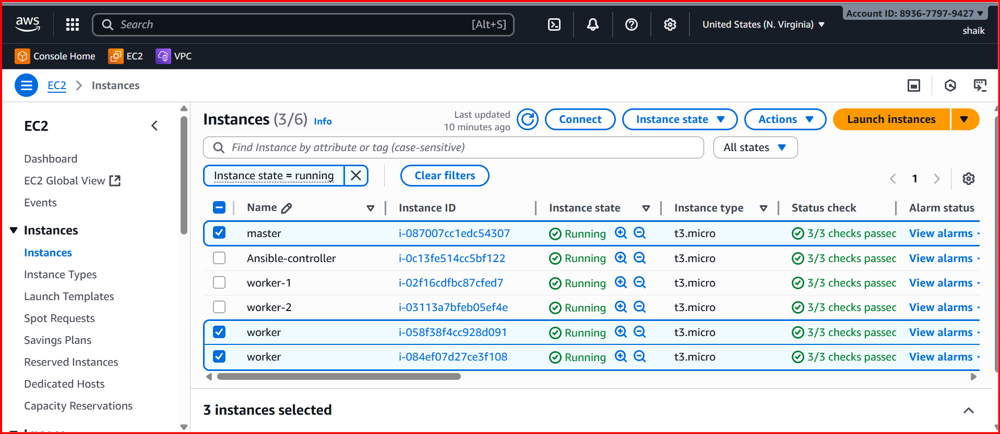 aws
Search [Alt+S]
United States (N. Virginia)
Account ID: 8936-7797-9427
shaik
Console Home EC2 VPC
EC2 Instances
EC2
Dashboard
EC2 Global View
Events
Instances
Instances
Instance Types
Launch Templates
Spot Requests
Savings Plans
Reserved Instances
Dedicated Hosts
Capacity Reservations
Instances (3/6) Info
Last updated
10 minutes ago
Connect Instance state Actions Launch instances
Find Instance by attribute or tag (case-sensitive)
All states
Instance state = running
Clear filters
1
Name Instance ID Instance state Instance type Status check Alarm status
master i-087007cc1edc54307 Running t3.micro 3/3 checks passed View alarms
Ansible-controller i-0c13fe514cc5bf122 Running t3.micro 3/3 checks passed View alarms
worker-1 i-02f16cdfbc87cfed7 Running t3.micro 3/3 checks passed View alarms
worker-2 i-03113a7bfeb05ef4e Running t3.micro 3/3 checks passed View alarms
worker i-058f38f4cc928d091 Running t3.micro 3/3 checks passed View alarms
worker i-084ef07d27ce3f108 Running t3.micro 3/3 checks passed View alarms
3 instances selected